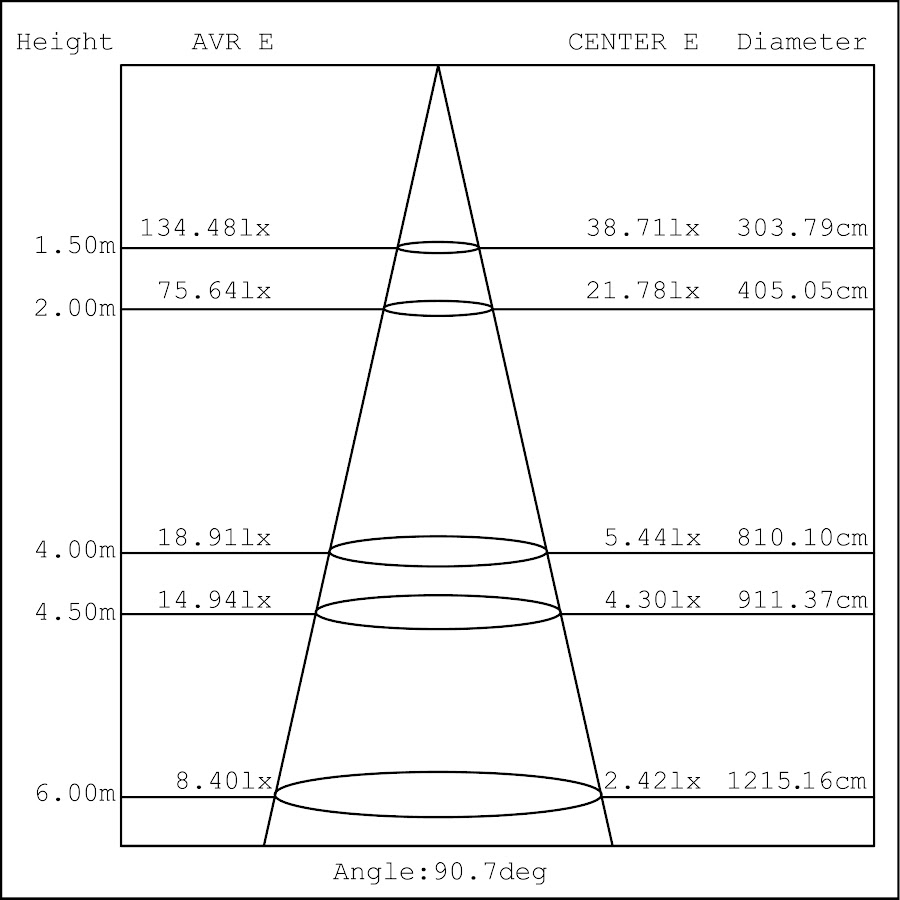 Height AVR E CENTER E Diameter
134.48lx 38.71lx 303.79cm
1.50m
75.64lx 21.78lx 405.05cm
2.00m
18.91lx 5.44lx 810.10cm
4.00m
14.94lx 4.30lx 911.37cm
4.50m
8.40lx 2.42lx 1215.16cm
6.00m
Angle:90.7deg